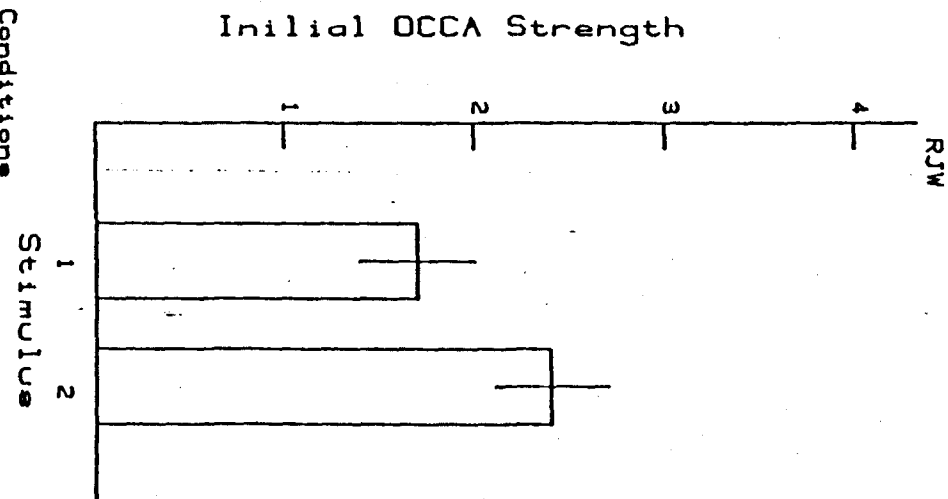 RJW
Inilial OCCA Strength
4
3
2
1
1 2
Stimulus
Conditions